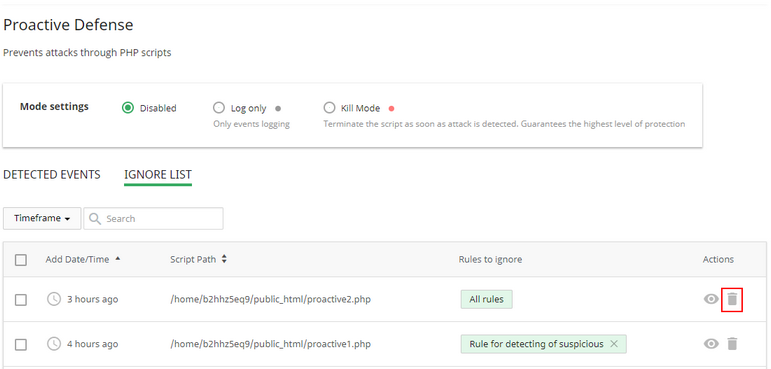 Proactive Defense
Prevents attacks through PHP scripts
Mode settings Disabled Log only Kill Mode
Only events logging Terminate the script as soon as attack is detected. Guarantees the highest level of protection
DETECTED EVENTS IGNORE LIST
Timeframe Search
Add Date/Time Script Path Rules to ignore Actions
3 hours ago /home/b2hhz5eq9/public_html/proactive2.php All rules
4 hours ago /home/b2hhz5eq9/public_html/proactive1.php Rule for detecting of suspicious